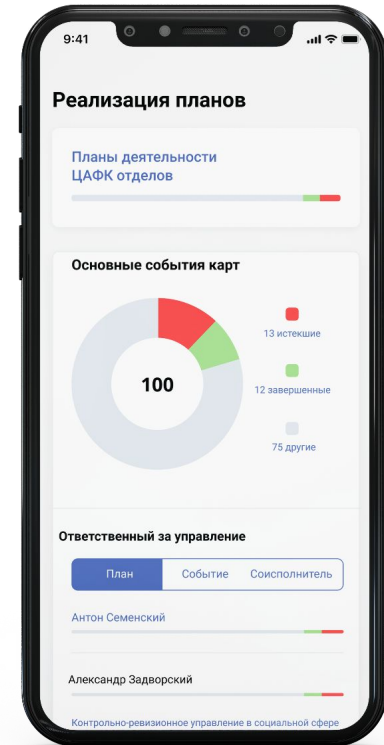 9:41
Реализация планов
Планы деятельности
ЦАФК отделов
Основные события карт
100
13 истекшие
12 завершенные
75 другие
Ответственный за управление
План
Событие
Соисполнитель
Антон Семенский
Александр Задворский
Контрольно-ревизионное управление в социальной сфере